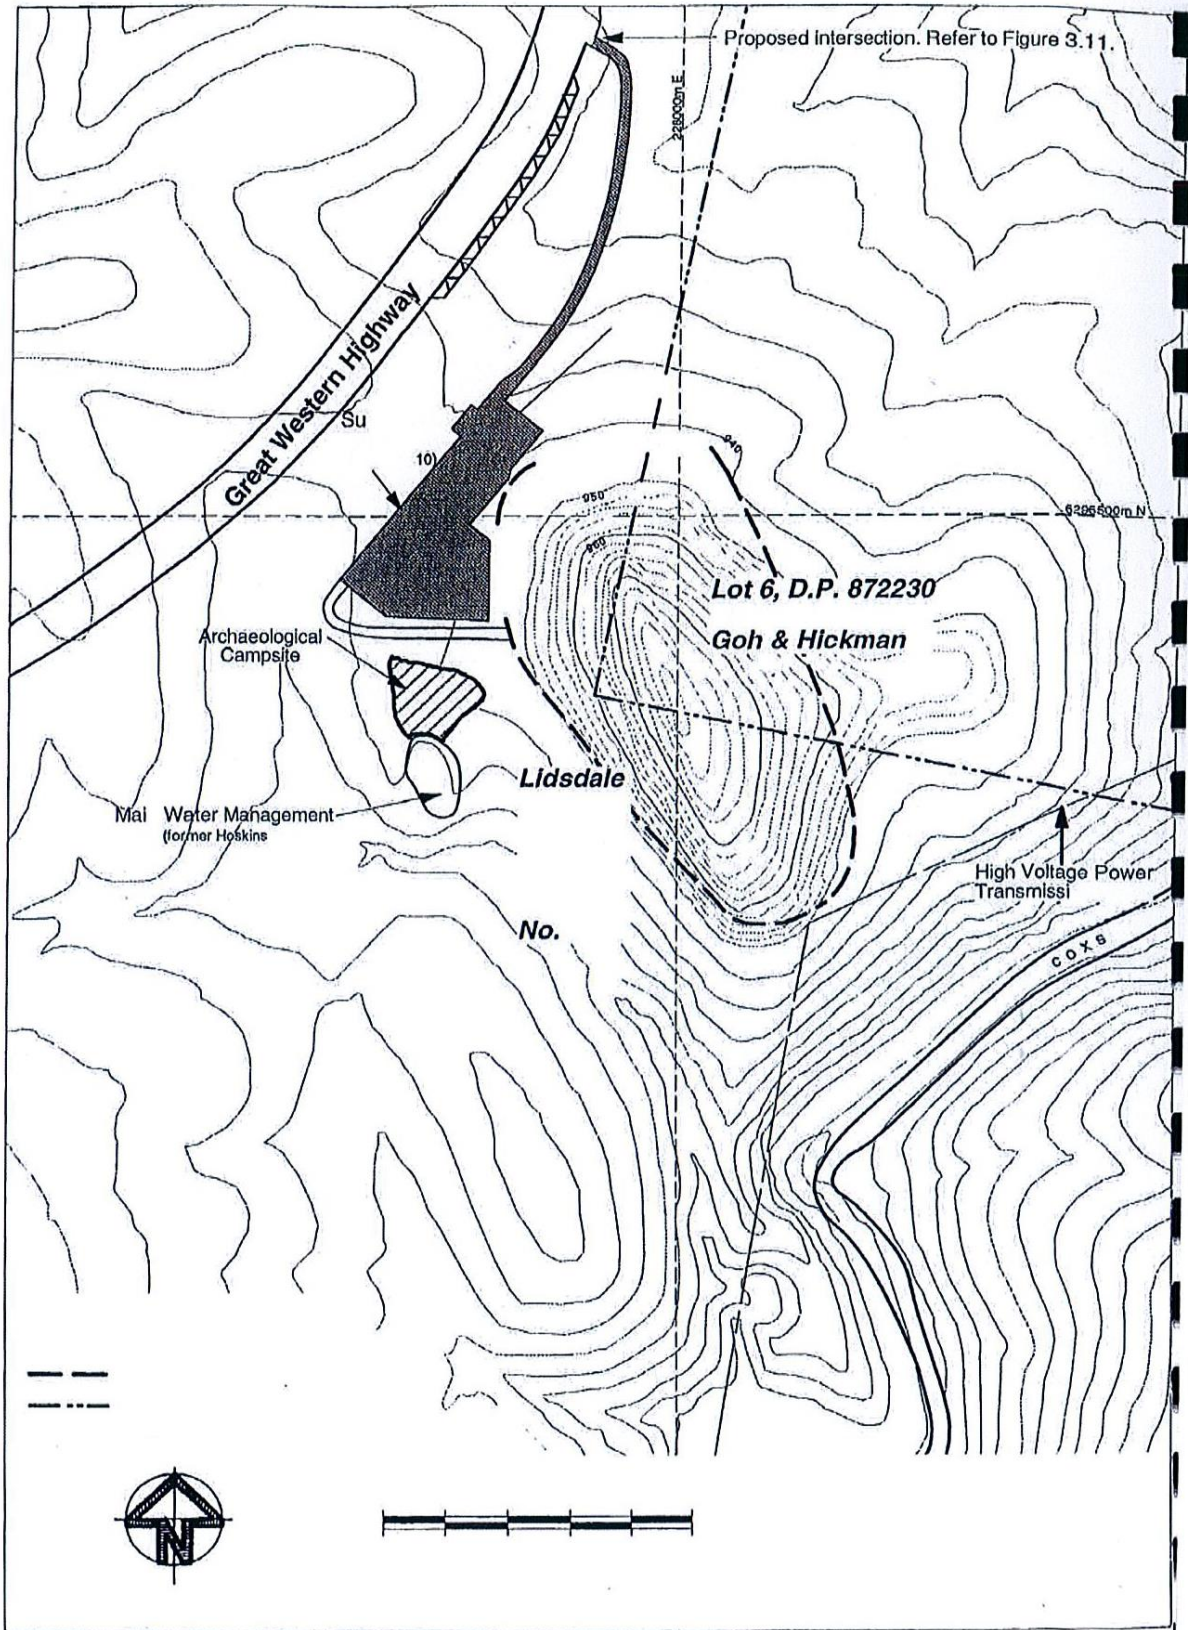 Proposed Intersection. Refer to Figure 3.11.
228000m E
Great Western Highway
Su
10)
940
950
960
6286500m N
Lot 6, D.P. 872230
Goh & Hickman
Archaeological
Campsite
Lidsdale
Mai Water Management
(former Hoskins
High Voltage Power
Transmissi
No.
COXS
N